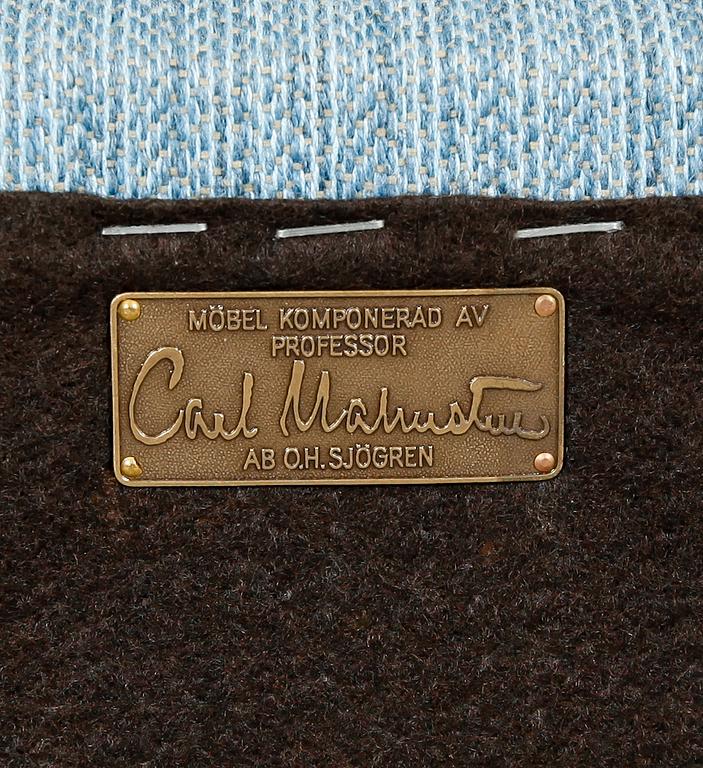 MÖBEL KOMPONERAD AV
PROFESSOR
Carl Malmsten
AB O.H. SJÖGREN